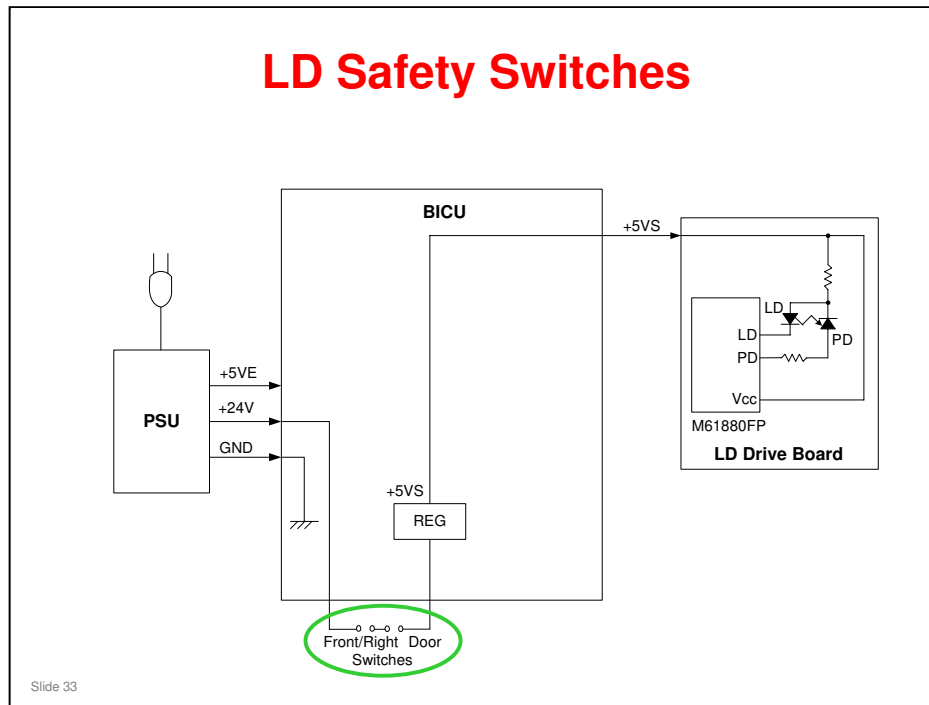 LD Safety Switches
BICU
+5VS
LD
LD
PD
PD
Vcc
M61880FP
LD Drive Board
+5VE
+24V
PSU
GND
+5VS
REG
Front/Right Door
Switches
Slide 33